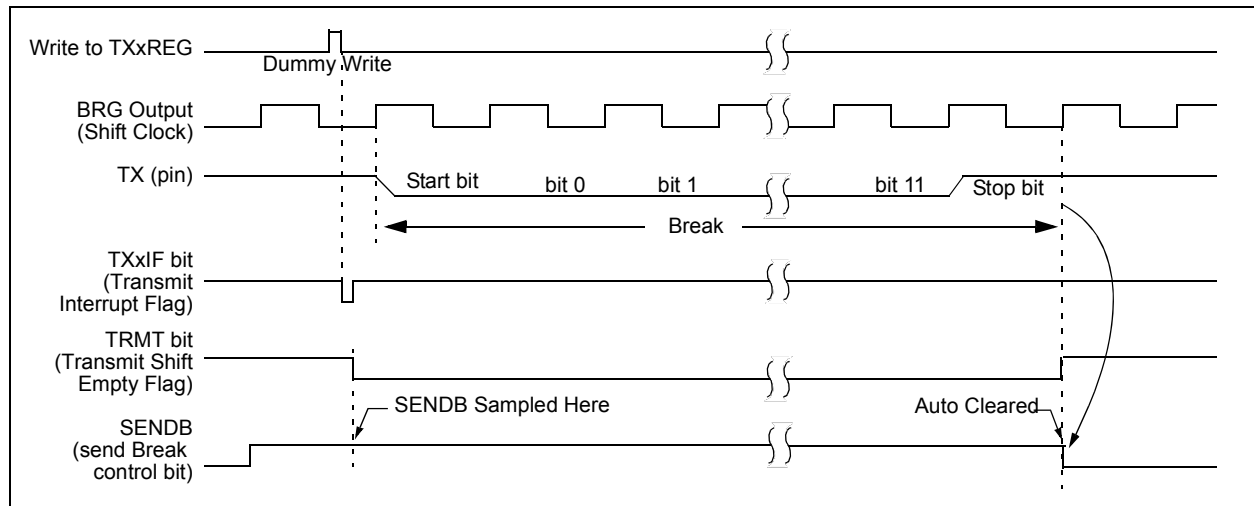 Write to TXxREG
Dummy Write
BRG Output
(Shift Clock)
TX (pin)
Start bit
bit 0
bit 1
bit 11
Stop bit
Break
TXxIF bit
(Transmit
Interrupt Flag)
TRMT bit
(Transmit Shift
Empty Flag)
SENDB Sampled Here
Auto Cleared
SENDB
(send Break
control bit)